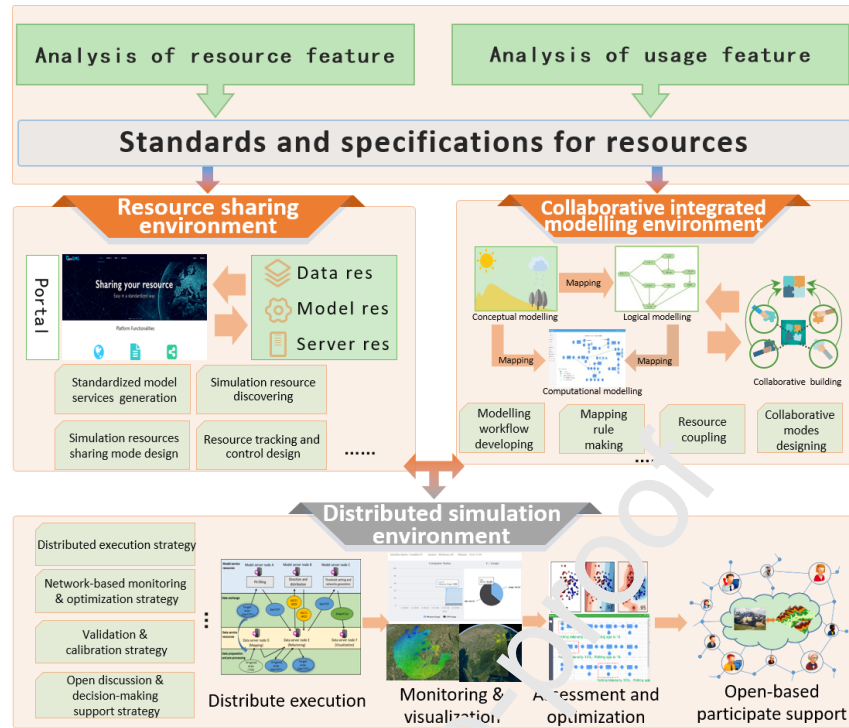 Analysis of resource feature
Analysis of usage feature
Standards and specifications for resources
Resource sharing
environment
Collaborative integrated
modelling environment
Portal
Sharing your resource
Easy in a standardized way
Platform Functionalities
Data res
Model res
Server res
Mapping
Conceptual modelling
Logical modelling
Mapping
Mapping
Computational modelling
Collaborative building
Standardized model
services generation
Simulation resource
discovering
Simulation resources
sharing mode design
Resource tracking and
control design
......
Modelling
workflow
developing
Mapping
rule
making
Resource
coupling
Collaborative
modes
designing
....
Distributed simulation
environment
Distributed execution strategy
Network-based monitoring
& optimization strategy
Validation &
calibration strategy
Open discussion &
decision-making
support strategy
...
Distribute execution
Monitoring &
visualization
Assessment and
optimization
Open-based
participate support
-proof